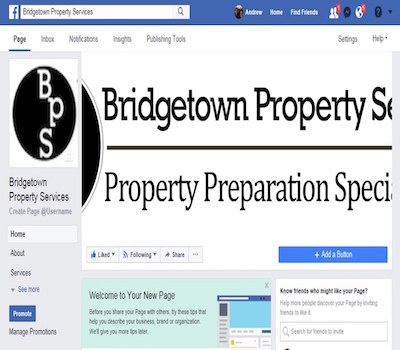 Bridgetown Property Services
Andrew Home Find Friends
Page Inbox Notifications Insights Publishing Tools Settings Help
BPS
Bridgetown Property Se
Property Preparation Specia
Bridgetown
Property Services
Create Page @Username
Home
About
Services
See more
Promote
Manage Promotions
Liked Following Share ...
+ Add a Button
Welcome to Your New Page
Before you share your Page with others, try these tips that
help you describe your business, brand or organization.
We'll give you more tips later.
Know friends who might like your Page?
Help more people discover your Page by inviting
friends to like it.
Search for friends to invite